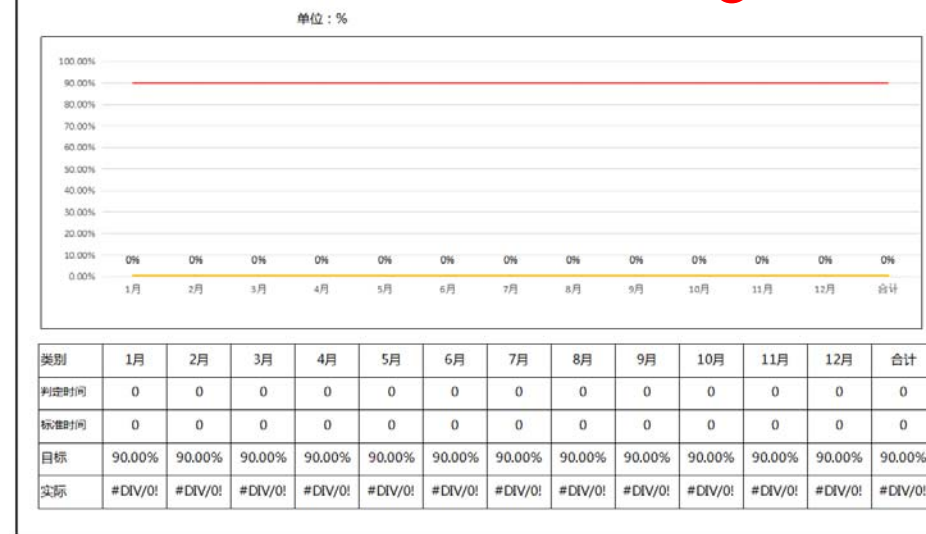 单位：%
100.00%
90.00%
80.00%
70.00%
60.00%
50.00%
40.00%
30.00%
20.00%
10.00%
0.00%
0% 0% 0% 0% 0% 0% 0% 0% 0% 0% 0% 0% 0%
1月 2月 3月 4月 5月 6月 7月 8月 9月 10月 11月 12月 合计
类别 1月 2月 3月 4月 5月 6月 7月 8月 9月 10月 11月 12月 合计
判定时间 0 0 0 0 0 0 0 0 0 0 0 0 0
标准时间 0 0 0 0 0 0 0 0 0 0 0 0 0
目标 90.00% 90.00% 90.00% 90.00% 90.00% 90.00% 90.00% 90.00% 90.00% 90.00% 90.00% 90.00% 90.00%
实际 #DIV/0! #DIV/0! #DIV/0! #DIV/0! #DIV/0! #DIV/0! #DIV/0! #DIV/0! #DIV/0! #DIV/0! #DIV/0! #DIV/0! #DIV/0!